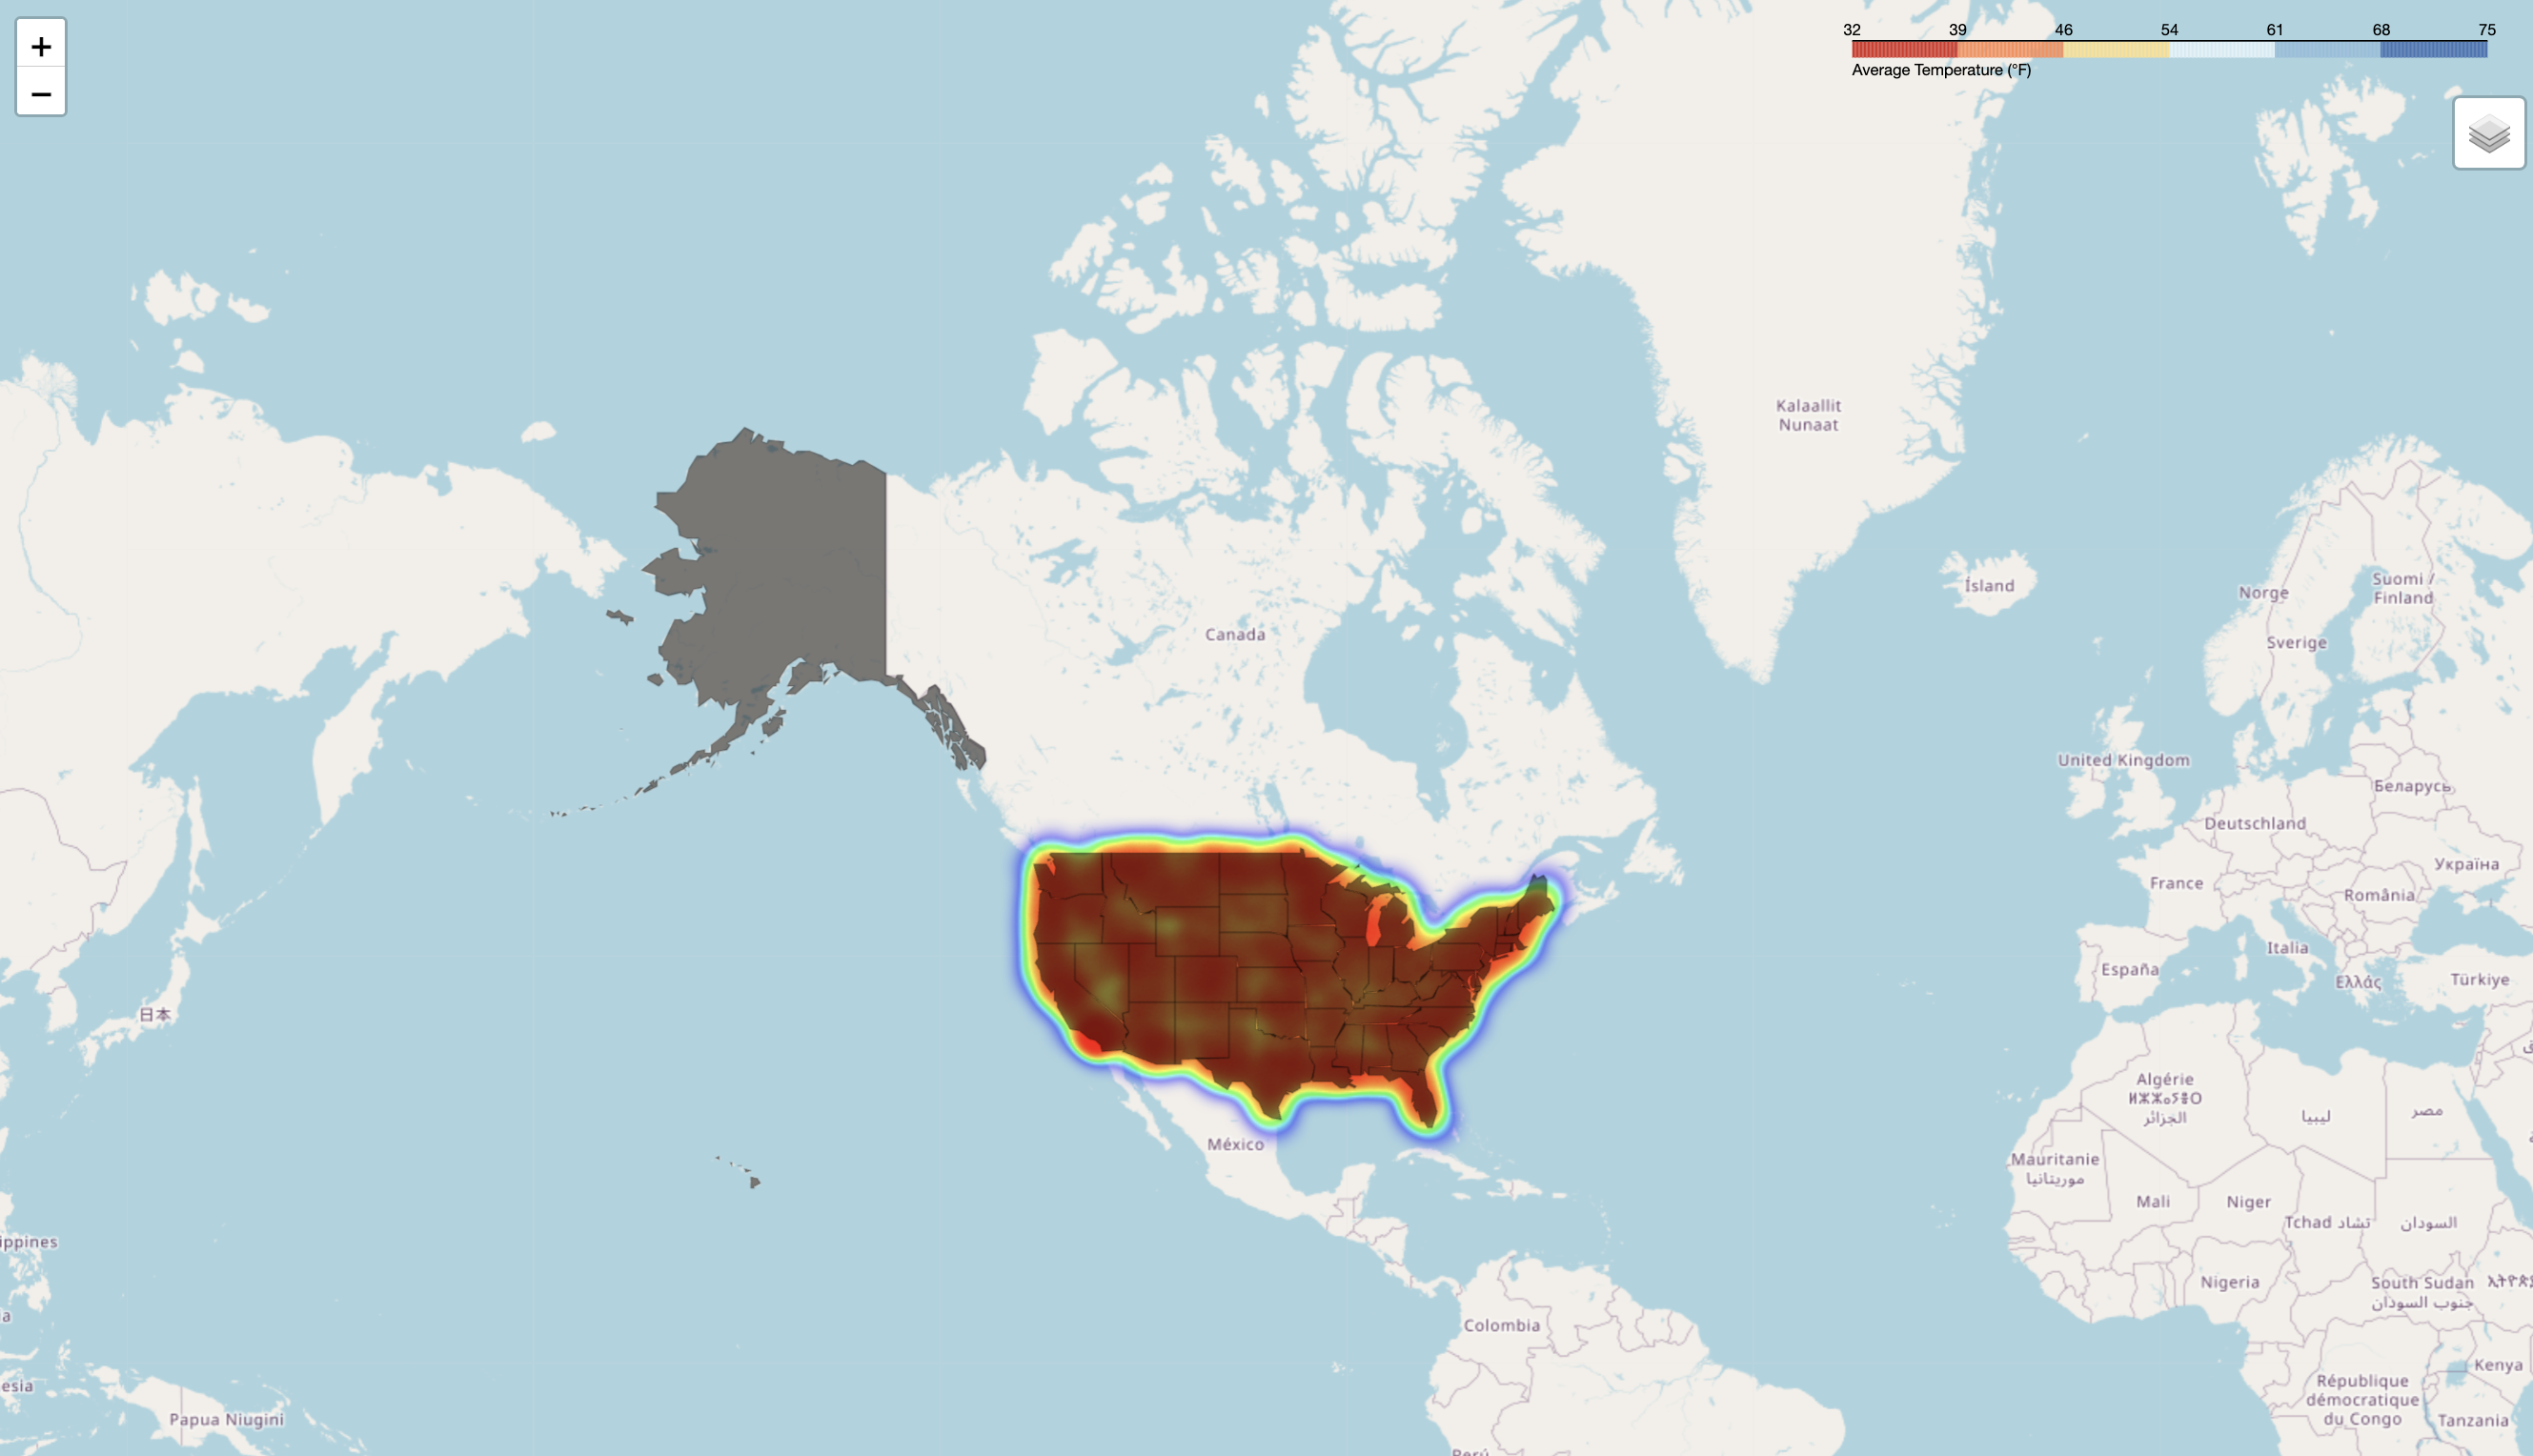 +
−
32 39 46 54 61 68 75
Average Temperature (°F)
Kalaallit
Nunaat
Ísland
Norge
Suomi /
Finland
Sverige
Canada
United Kingdom
Беларусь
Deutschland
Україна
France
România
Italia
España
Türkiye
Ελλάς
日本
Algérie
ⵍⵣⵣⴰⵢⴻⵔ
الجزائر
ليبيا
مصر
México
Mauritanie
موريتانيا
Mali
Niger
Tchad تشاد
السودان
Nigeria
South Sudan
جنوب السودان
ippines
Colombia
Kenya
esia
République
démocratique
du Congo
Papua Niugini
Tanzania
Perú